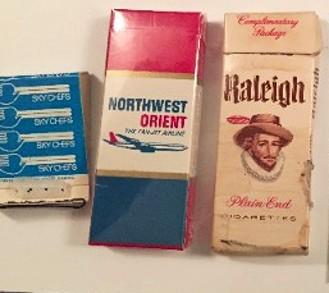 SKY CHEFS
SKY CHEFS
SKY CHEFS
SKY CHEFS
NORTHWEST
ORIENT
THE FAN-JET AIRLINE
Complimentary
Package
Raleigh
Plain End
CIGARETTES